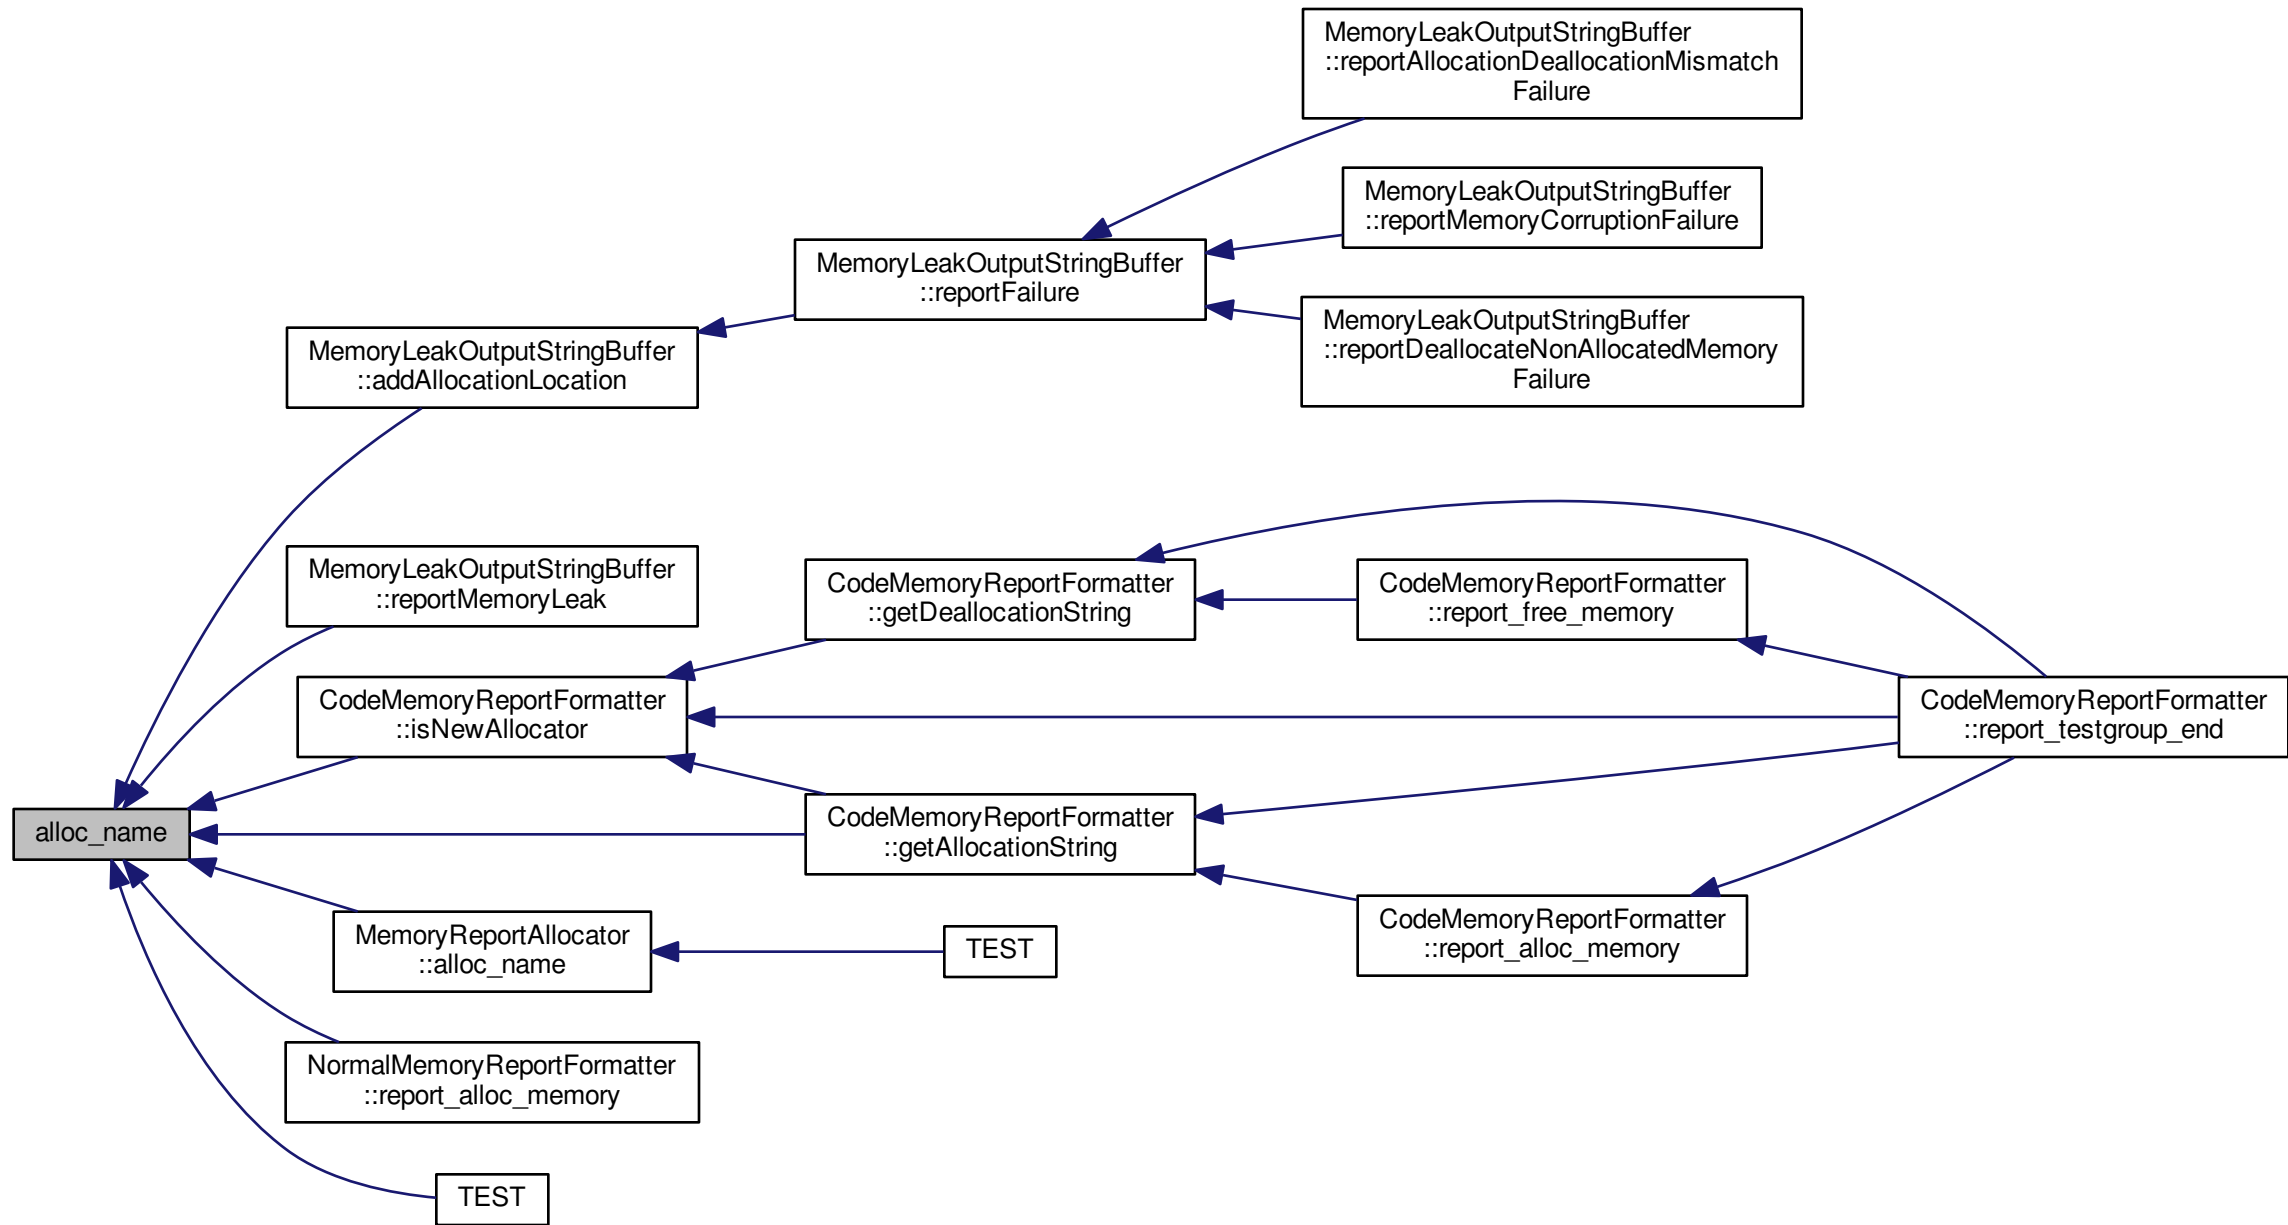 MemoryLeakOutputStringBuffer
::reportAllocationDeallocationMismatch
Failure
MemoryLeakOutputStringBuffer
::reportMemoryCorruptionFailure
MemoryLeakOutputStringBuffer
::reportFailure
MemoryLeakOutputStringBuffer
::reportDeallocateNonAllocatedMemory
Failure
MemoryLeakOutputStringBuffer
::addAllocationLocation
MemoryLeakOutputStringBuffer
::reportMemoryLeak
CodeMemoryReportFormatter
::getDeallocationString
CodeMemoryReportFormatter
::report_free_memory
CodeMemoryReportFormatter
::isNewAllocator
CodeMemoryReportFormatter
::report_testgroup_end
alloc_name
CodeMemoryReportFormatter
::getAllocationString
CodeMemoryReportFormatter
::report_alloc_memory
MemoryReportAllocator
::alloc_name
TEST
NormalMemoryReportFormatter
::report_alloc_memory
TEST